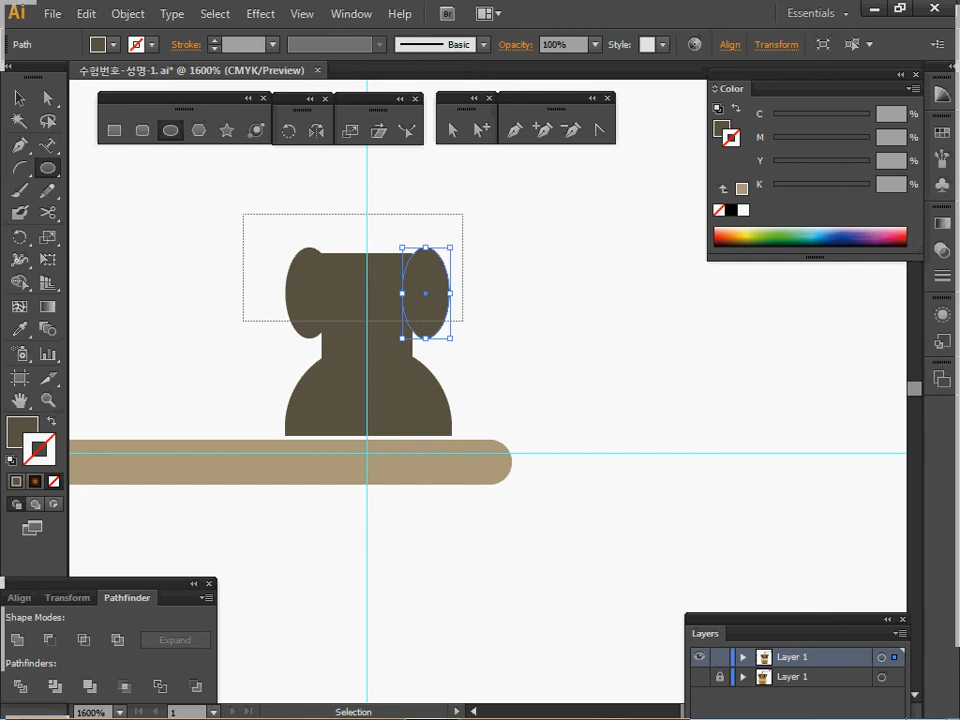 Ai File Edit Object Type Select Effect View Window Help Br Essentials
Path Stroke: Basic Opacity: 100% Style: Align Transform
수험번호-성명-1. ai* @ 1600% (CMYK/Preview) ×
Color
C %
M %
Y %
K %
Align Transform Pathfinder
Shape Modes:
Expand
Pathfinders:
Layers
Layer 1
Layer 1
1600% 1 Selection